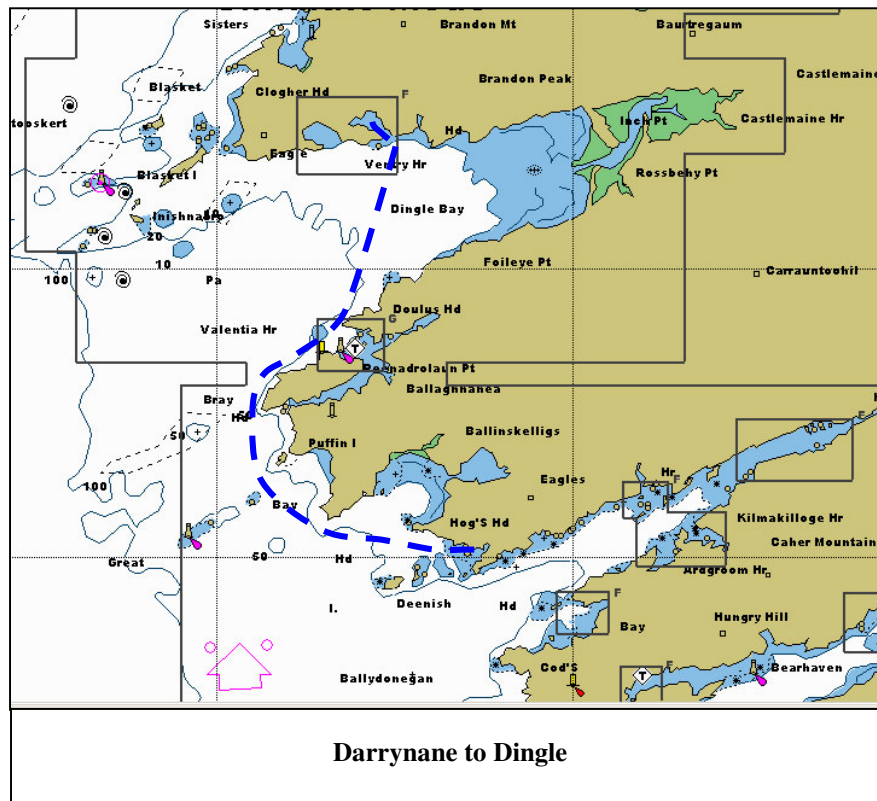 Sisters
Brandon Mt
Baurtregaum
Blasket
Clogher Hd
Brandon Peak
Castlemaine
F
tooskert
Inch Pt
Castlemaine Hr
Hd
Eagle
Ventry Hr
Blasket I
Rossbehy Pt
Inishnabro
Dingle Bay
20
10
Foileye Pt
100
Pa
Carrauntoohil
Doulus Hd
G
Valentia Hr
T
Reenadrolaun Pt
Ballaghnanea
Bray
Hd
50
Puffin I
Ballinskelligs
F
100
Eagles
Hr
F
Bay
Hog'S Hd
Kilmakilloge Hr
Caher Mountain
Great
50
Hd
Ardgroom Hr
I.
Deenish
Hd
F
Bay
Hungry Hill
Ballydonegan
Cod'S
T
F
Bearhaven
Darrynane to Dingle